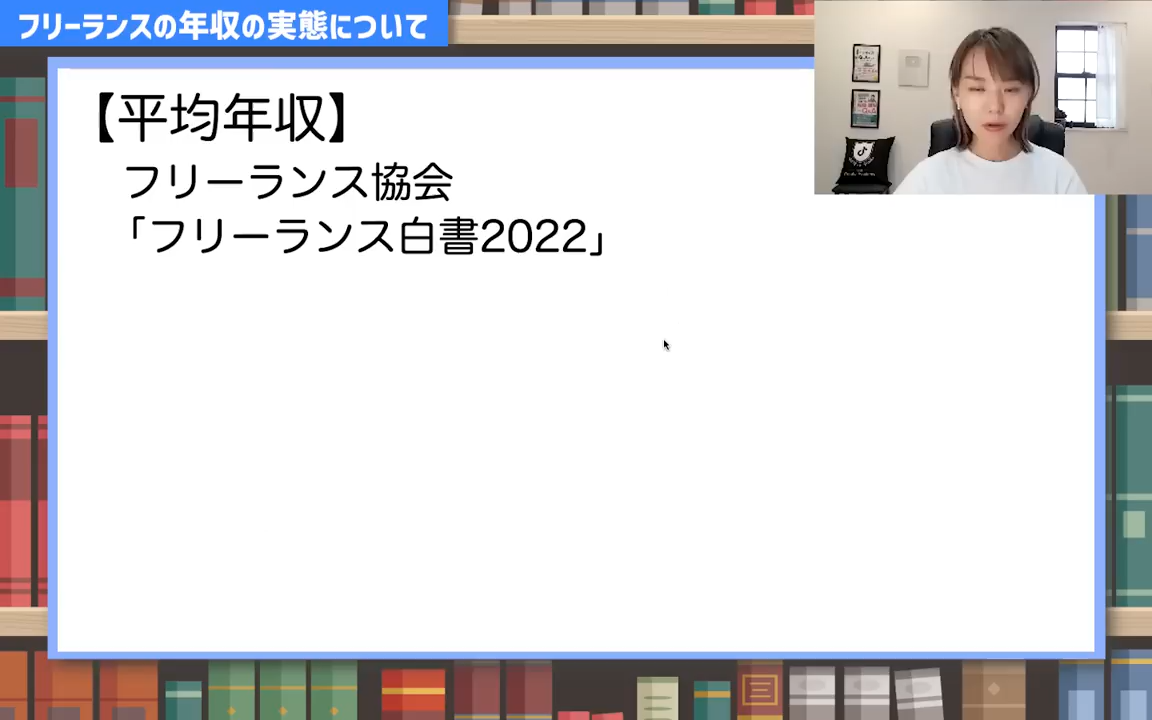 フリーランスの年収の実態について
【平均年収】
フリーランス協会
「フリーランス白書2022」